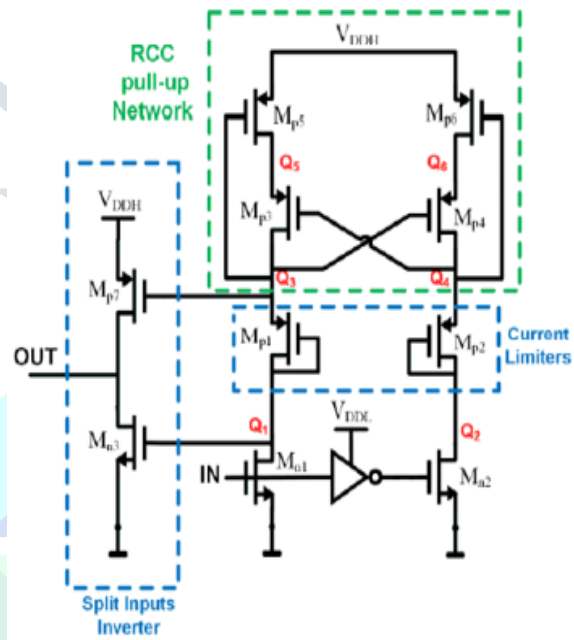 RCC
pull-up
Network
VDDH
Mp5
Mp6
Q5
Q6
Mp3
Mp4
VDDH
Q3
Q4
Mp7
Mp1
Mp2
Current
Limiters
OUT
Q1
Q2
VDDL
Mn3
Mn1
IN
Mn2
Split Inputs
Inverter